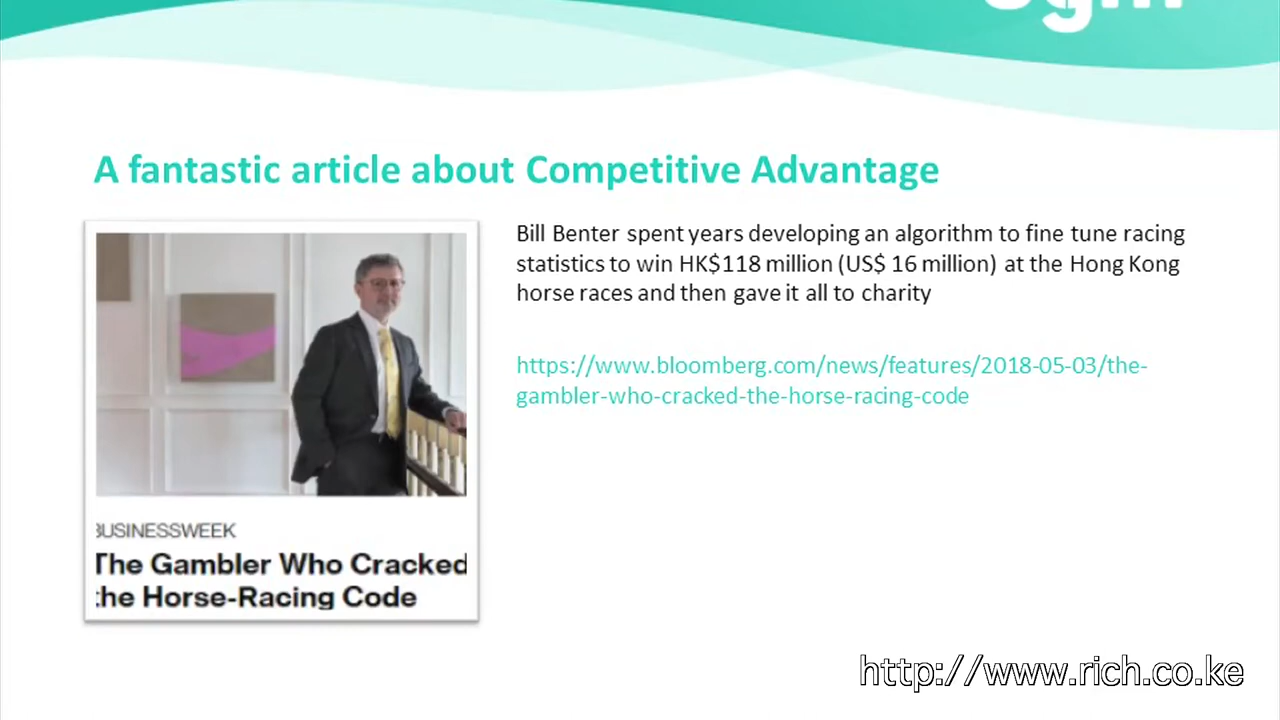 A fantastic article about Competitive Advantage
Bill Benter spent years developing an algorithm to fine tune racing
statistics to win HK$118 million (US$ 16 million) at the Hong Kong
horse races and then gave it all to charity
https://www.bloomberg.com/news/features/2018-05-03/the-
gambler-who-cracked-the-horse-racing-code
BUSINESSWEEK
The Gambler Who Cracked
the Horse-Racing Code
http://www.rich.co.ke